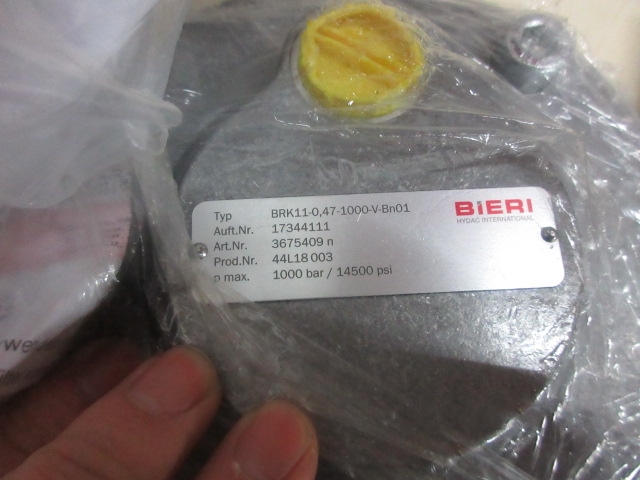 Typ BRK11-0,47-1000-V-Bn01
BiERI
HYDAC INTERNATIONAL
Auft.Nr. 17344111
Art.Nr. 3675409 n
Prod.Nr. 44L18 003
p max. 1000 bar / 14500 psi